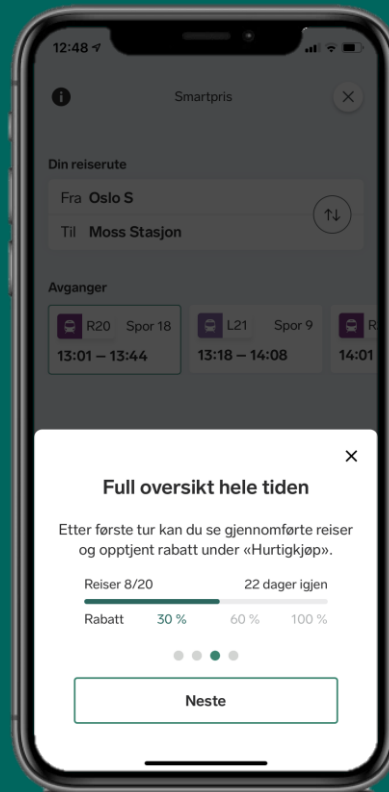 12:48
Smartpris
Din reiserute
Fra Oslo S
Til Moss Stasjon
Avganger
R20 Spor 18
13:01 – 13:44
L21 Spor 9
13:18 – 14:08
R
14:01
Full oversikt hele tiden
Etter første tur kan du se gjennomførte reiser
og opptjent rabatt under «Hurtigkjøp».
Reiser 8/20 22 dager igjen
Rabatt 30 % 60 % 100 %
Neste